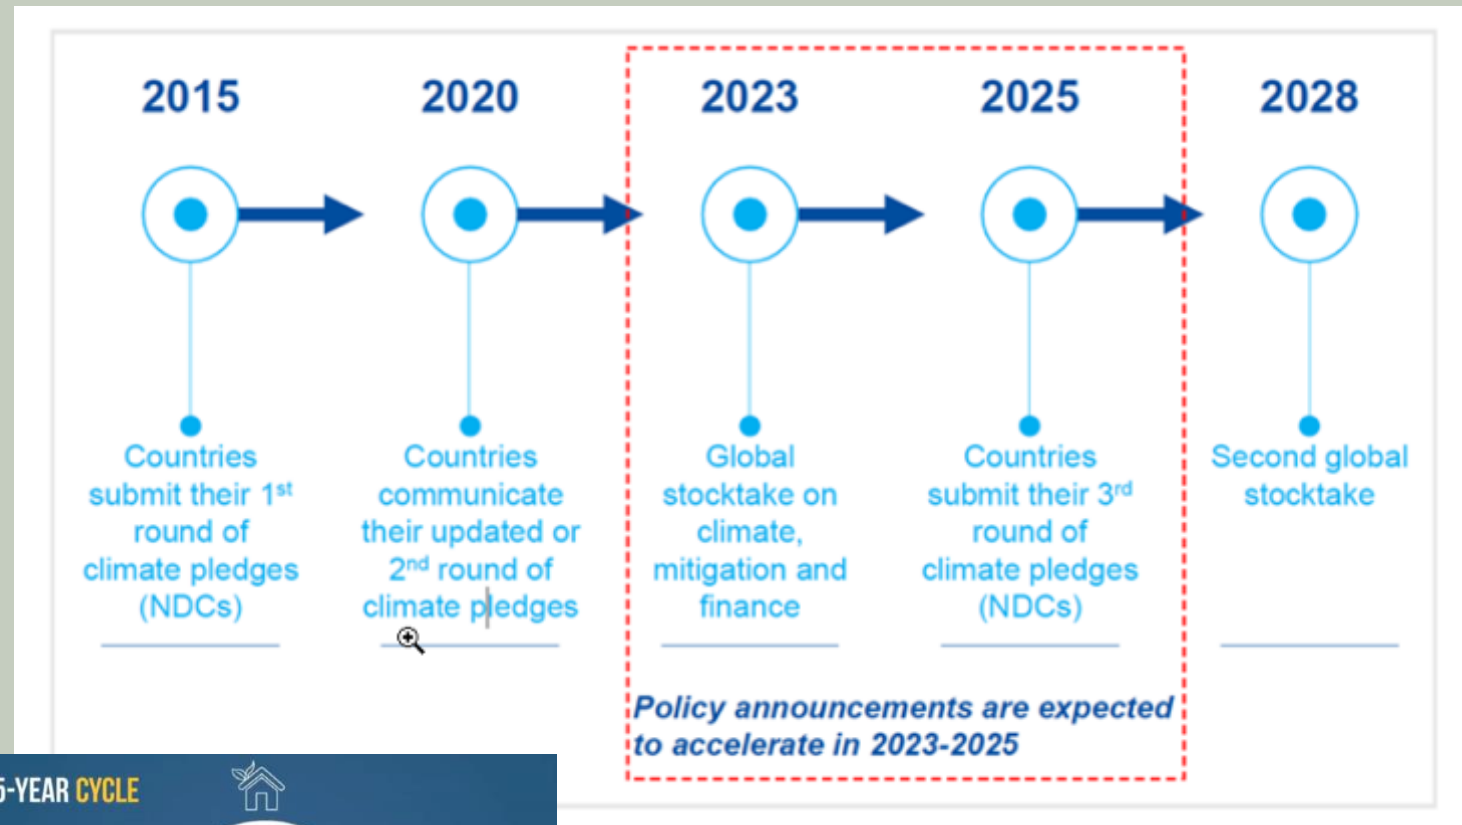 2015
2020
2023
2025
2028
Countries
submit their 1st
round of
climate pledges
(NDCs)
Countries
communicate
their updated or
2nd round of
climate pledges
Global
stocktake on
climate,
mitigation and
finance
Countries
submit their 3rd
round of
climate pledges
(NDCs)
Second global
stocktake
Policy announcements are expected
to accelerate in 2023-2025
5-YEAR CYCLE